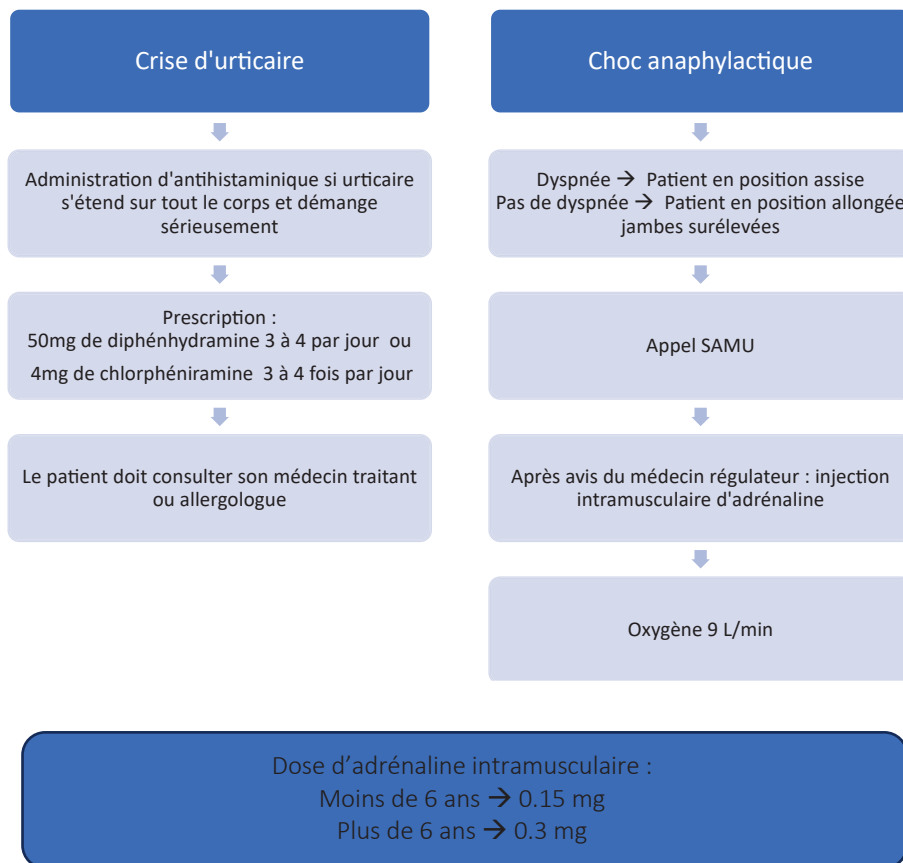 Crise d'urticaire
Administration d'antihistaminique si urticaire
s'étend sur tout le corps et démange
sérieusement
Prescription :
50mg de diphénhydramine 3 à 4 par jour ou
4mg de chlorphéniramine 3 à 4 fois par jour
Le patient doit consulter son médecin traitant
ou allergologue
Choc anaphylactique
Dyspnée → Patient en position assise
Pas de dyspnée → Patient en position allongée
jambes surélevées
Appel SAMU
Après avis du médecin régulateur : injection
intramusculaire d'adrénaline
Oxygène 9 L/min
Dose d’adrénaline intramusculaire :
Moins de 6 ans → 0.15 mg
Plus de 6 ans → 0.3 mg